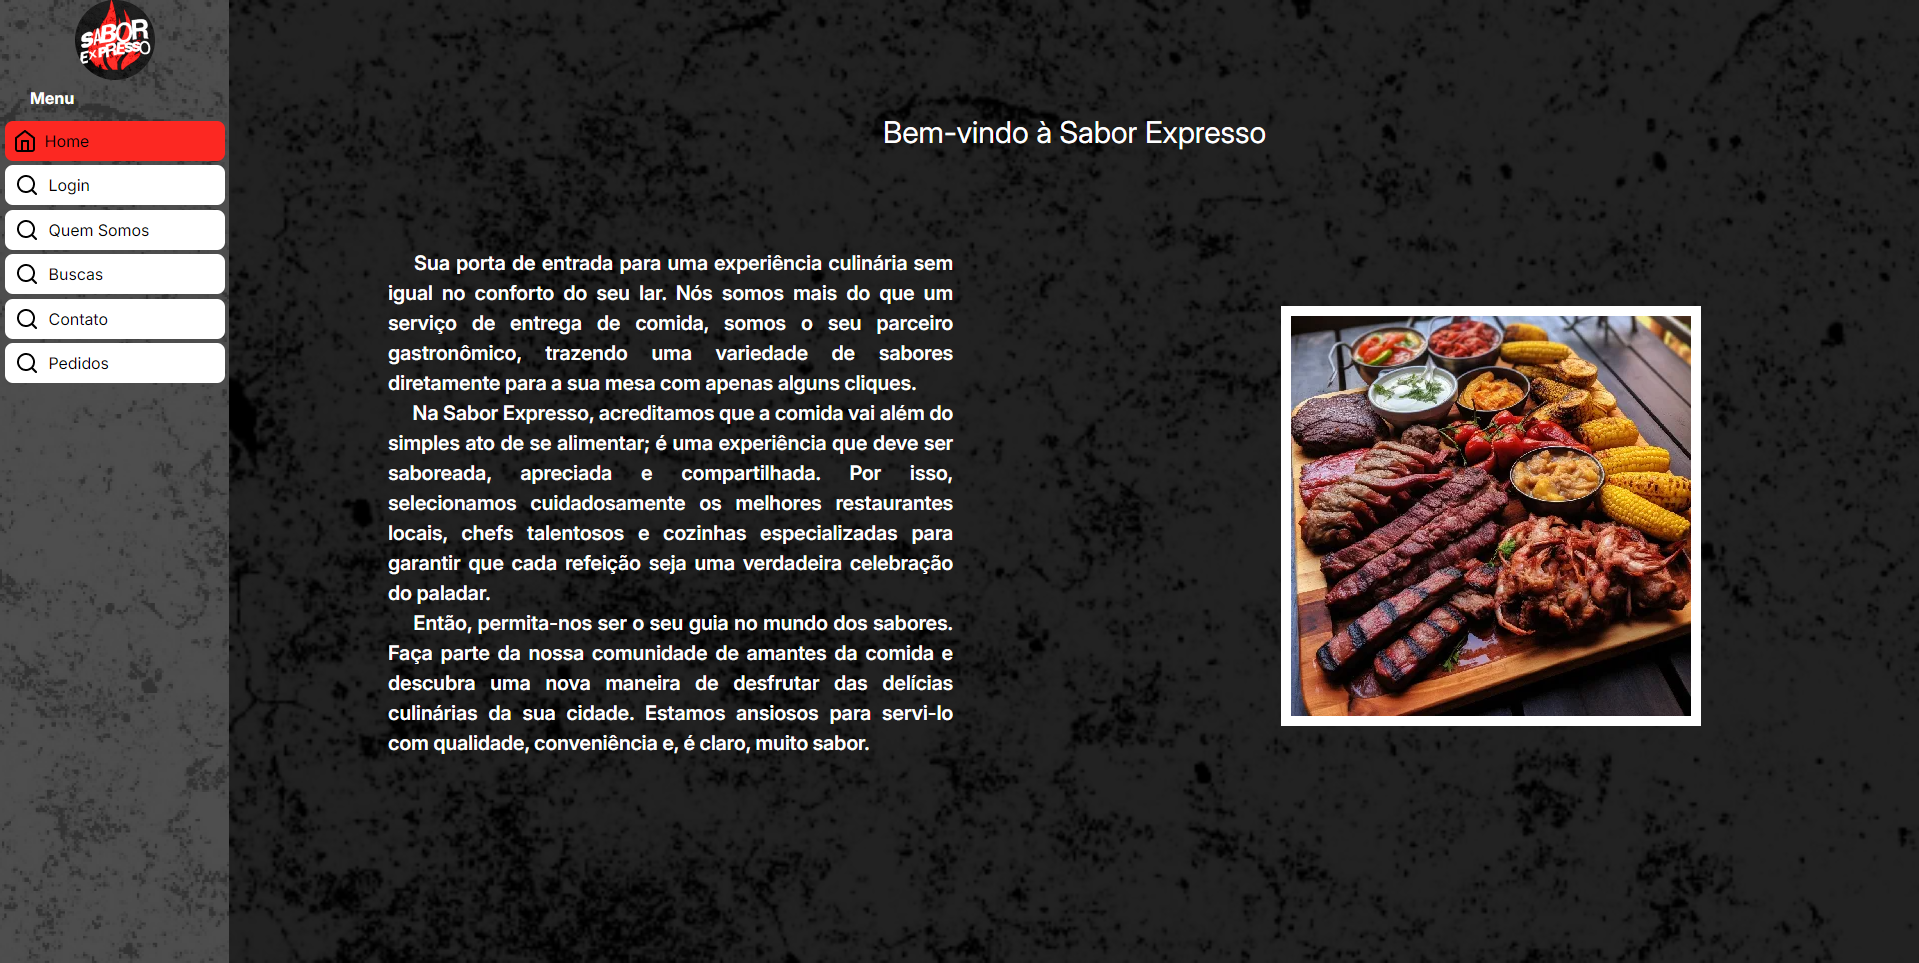 SABOR
EXPRESSO
Menu
Home
Login
Quem Somos
Buscas
Contato
Pedidos
Bem-vindo à Sabor Expresso
Sua porta de entrada para uma experiência culinária sem
igual no conforto do seu lar. Nós somos mais do que um
serviço de entrega de comida, somos o seu parceiro
gastronômico, trazendo uma variedade de sabores
diretamente para a sua mesa com apenas alguns cliques.
Na Sabor Expresso, acreditamos que a comida vai além do
simples ato de se alimentar; é uma experiência que deve ser
saboreada, apreciada e compartilhada. Por isso,
selecionamos cuidadosamente os melhores restaurantes
locais, chefs talentosos e cozinhas especializadas para
garantir que cada refeição seja uma verdadeira celebração
do paladar.
Então, permita-nos ser o seu guia no mundo dos sabores.
Faça parte da nossa comunidade de amantes da comida e
descubra uma nova maneira de desfrutar das delícias
culinárias da sua cidade. Estamos ansiosos para servi-lo
com qualidade, conveniência e, é claro, muito sabor.